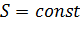 S = const